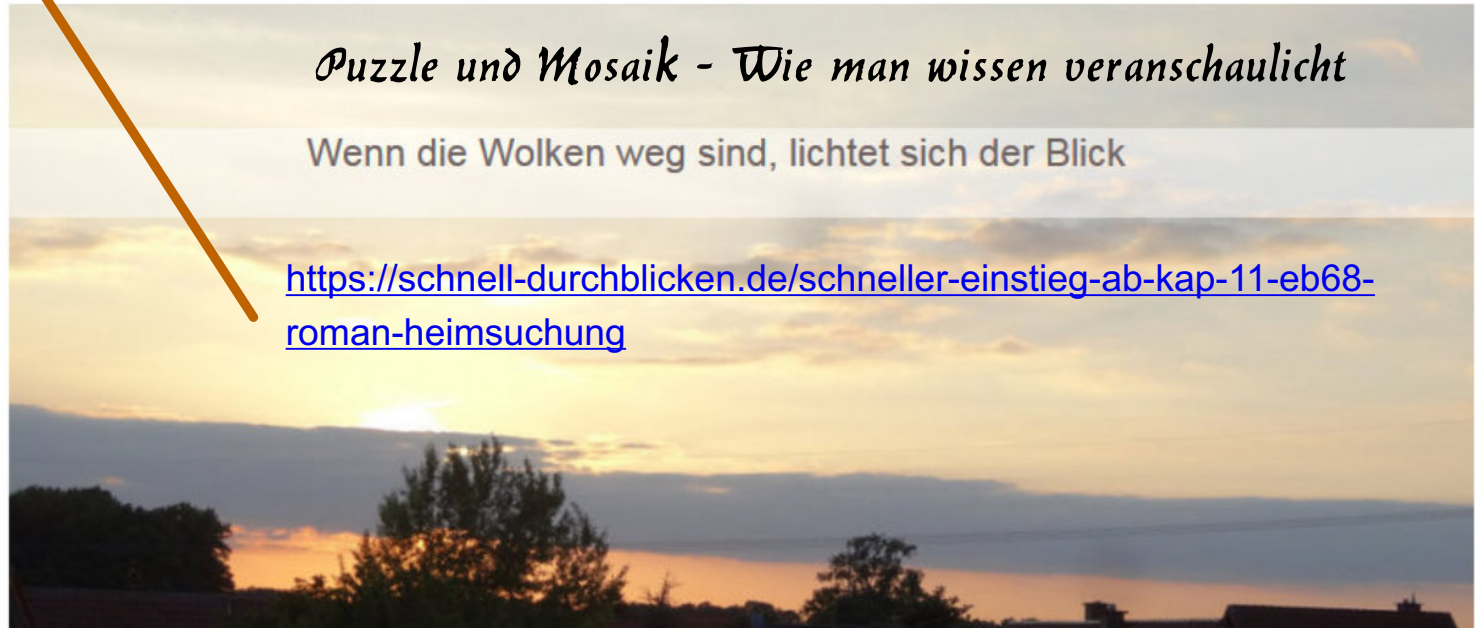 Puzzle und Mosaik - Wie man wissen veranschaulicht
Wenn die Wolken weg sind, lichtet sich der Blick
https://schnell-durchblicken.de/schneller-einstieg-ab-kap-11-eb68-
roman-heimsuchung